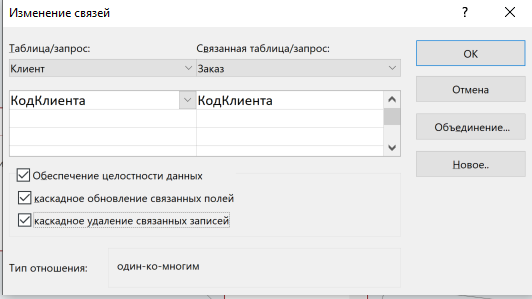 Изменение связей
Таблица/запрос:
Связанная таблица/запрос:
Клиент
Заказ
КодКлиента
КодКлиента
Обеспечение целостности данных
каскадное обновление связанных полей
каскадное удаление связанных записей
Тип отношения:
один-ко-многим
ОК
Отмена
Объединение...
Новое..